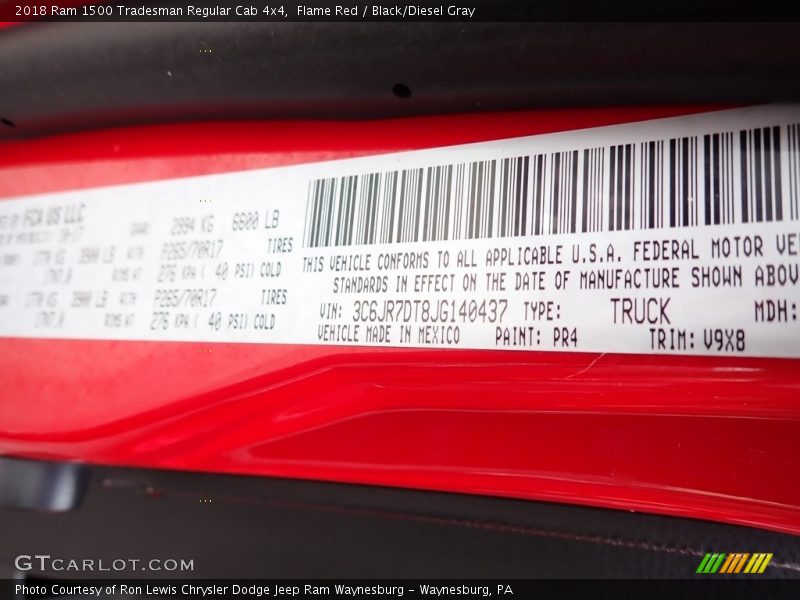 2018 Ram 1500 Tradesman Regular Cab 4x4, Flame Red / Black/Diesel Gray
FCA US LLC
2994 KG 6600 LB
P265/70R17 TIRES
276 KPA ( 40 PSI) COLD
P265/70R17 TIRES
276 KPA ( 40 PSI) COLD
THIS VEHICLE CONFORMS TO ALL APPLICABLE U.S.A. FEDERAL MOTOR VE
STANDARDS IN EFFECT ON THE DATE OF MANUFACTURE SHOWN ABOV
VIN: 3C6JR7DT8JG140437 TYPE: TRUCK MDH:
VEHICLE MADE IN MEXICO PAINT: PR4 TRIM: V9X8
GTCARLOT.COM
Photo Courtesy of Ron Lewis Chrysler Dodge Jeep Ram Waynesburg – Waynesburg, PA